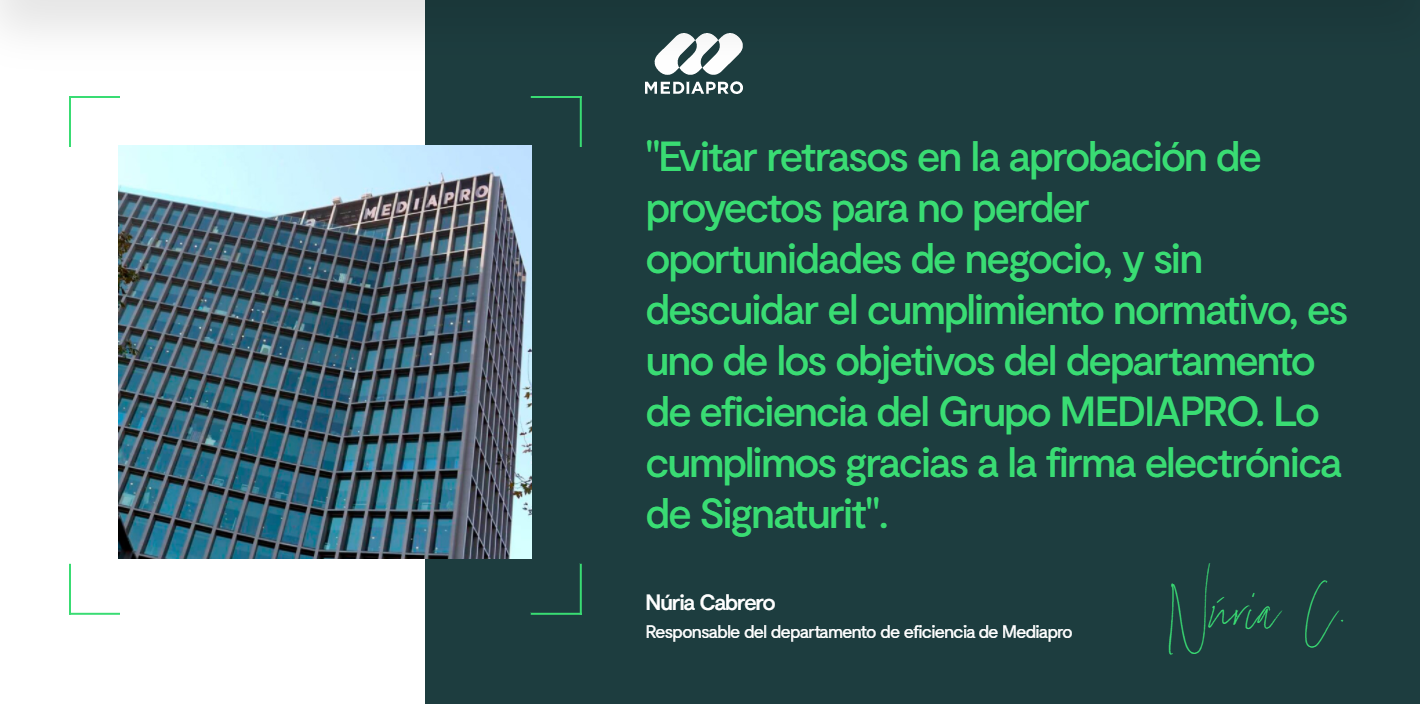 MEDIAPRO
MEDIAPRO
"Evitar retrasos en la aprobación de
proyectos para no perder
oportunidades de negocio, y sin
descuidar el cumplimiento normativo, es
uno de los objetivos del departamento
de eficiencia del Grupo MEDIAPRO. Lo
cumplimos gracias a la firma electrónica
de Signaturit".
Núria Cabrero
Responsable del departamento de eficiencia de Mediapro
Núria C.